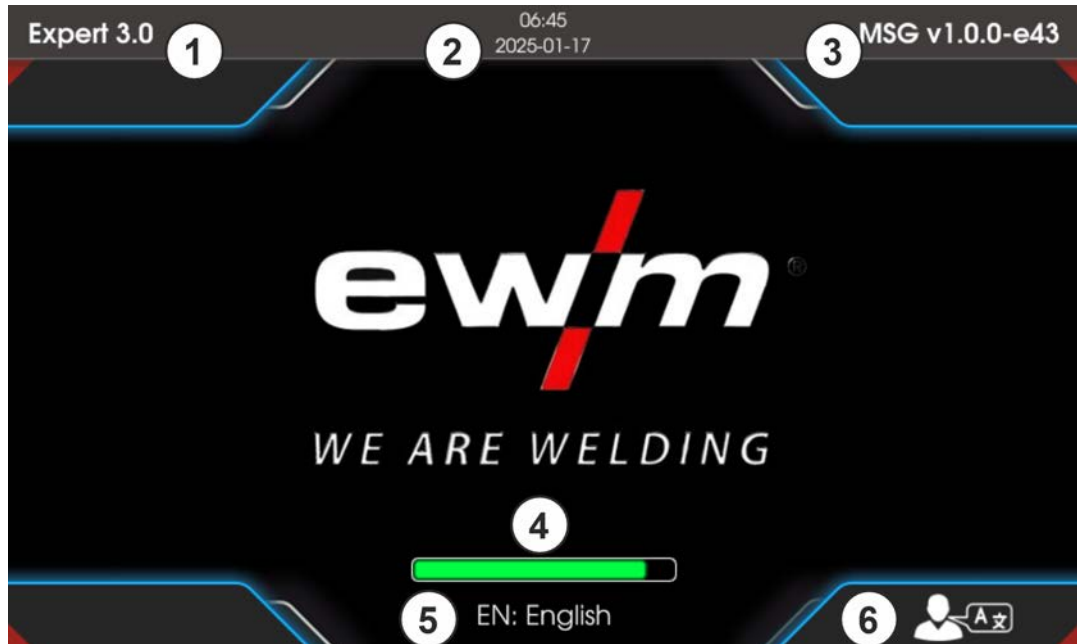 Expert 3.0
1
06:45
2025-01-17
2
3
MSG v1.0.0-e43
ewm®
WE ARE WELDING
4
5
EN: English
6
A 文